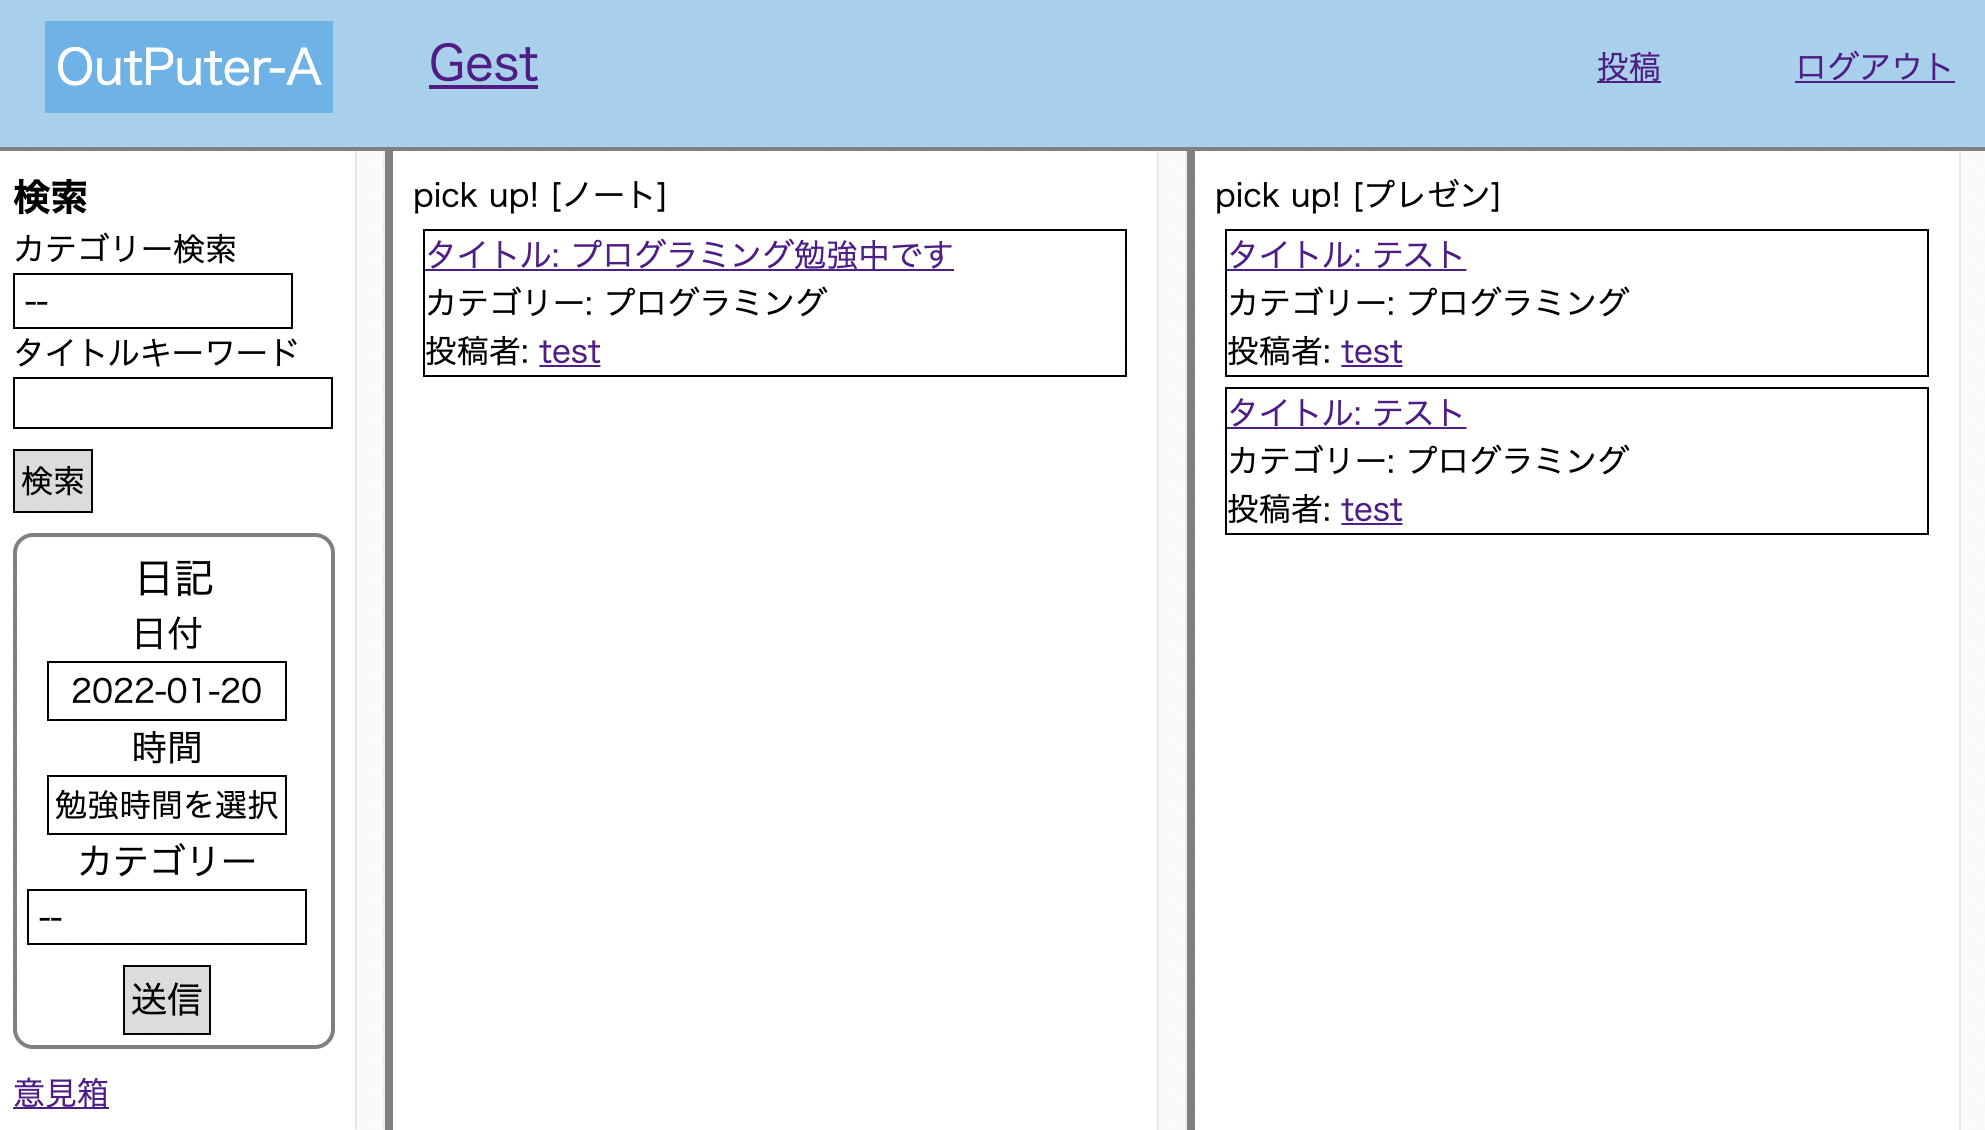 OutPuter-A
Gest
投稿
ログアウト
検索
カテゴリー検索
--
タイトルキーワード
検索
日記
日付
2022-01-20
時間
勉強時間を選択
カテゴリー
--
送信
意見箱
pick up! [ノート]
タイトル: プログラミング勉強中です
カテゴリー: プログラミング
投稿者: test
pick up! [プレゼン]
タイトル: テスト
カテゴリー: プログラミング
投稿者: test
タイトル: テスト
カテゴリー: プログラミング
投稿者: test